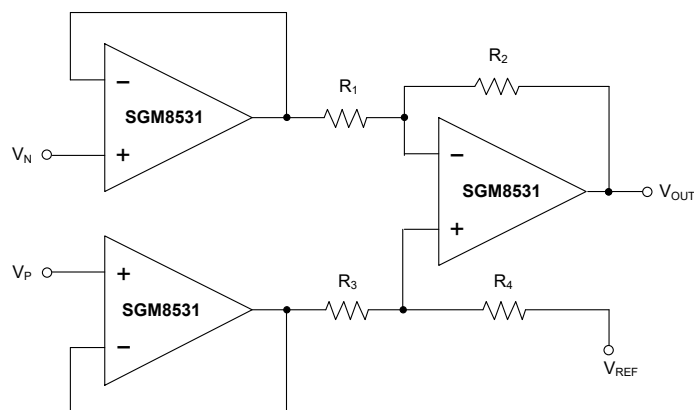 R2
R1
−
SGM8531
VN
+
−
SGM8531
VOUT
+
VP
+
SGM8531
−
R3
R4
VREF